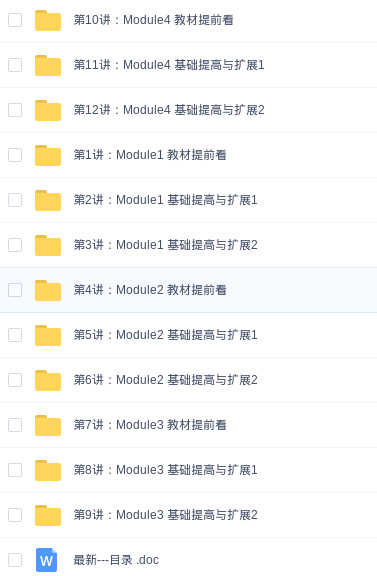 第10讲：Module4 教材提前看
第11讲：Module4 基础提高与扩展1
第12讲：Module4 基础提高与扩展2
第1讲：Module1 教材提前看
第2讲：Module1 基础提高与扩展1
第3讲：Module1 基础提高与扩展2
第4讲：Module2 教材提前看
第5讲：Module2 基础提高与扩展1
第6讲：Module2 基础提高与扩展2
第7讲：Module3 教材提前看
第8讲：Module3 基础提高与扩展1
第9讲：Module3 基础提高与扩展2
W 最新---目录 .doc